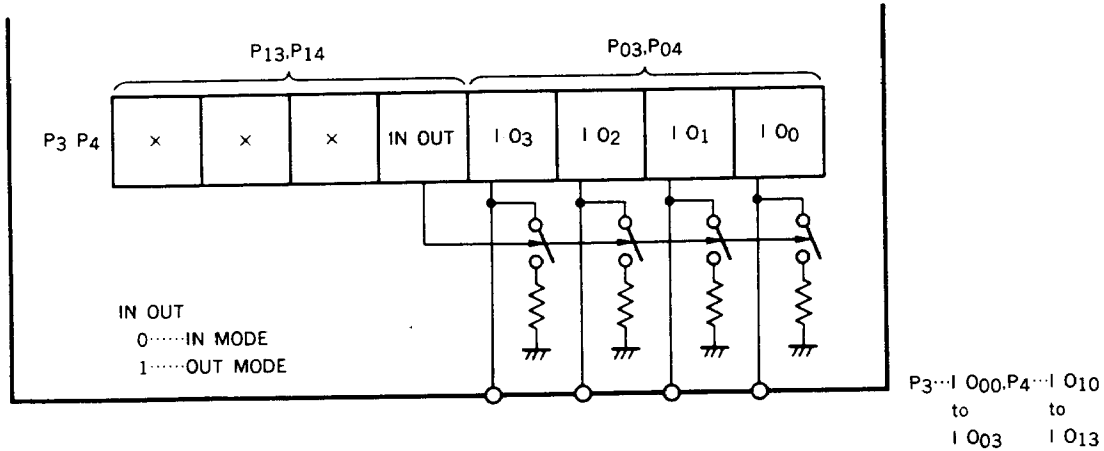 P13,P14
P03,P04
P3 P4
×
×
×
IN OUT
I O3
I O2
I O1
I O0
IN OUT
0······IN MODE
1······OUT MODE
P3···I O00,P4···I O10
to to
I O03 I O13